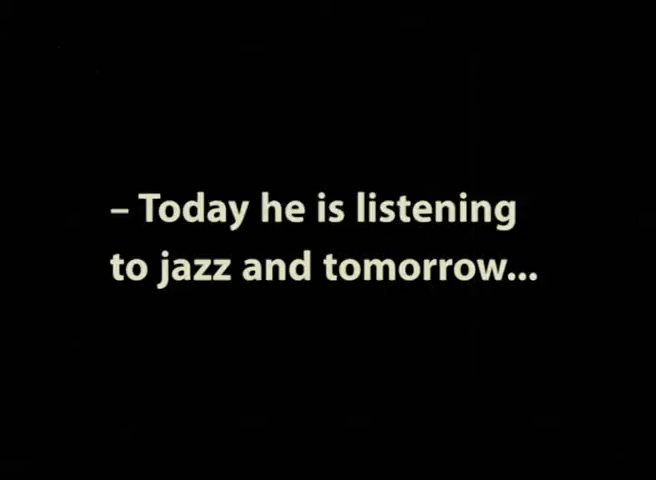 – Today he is listening
to jazz and tomorrow...